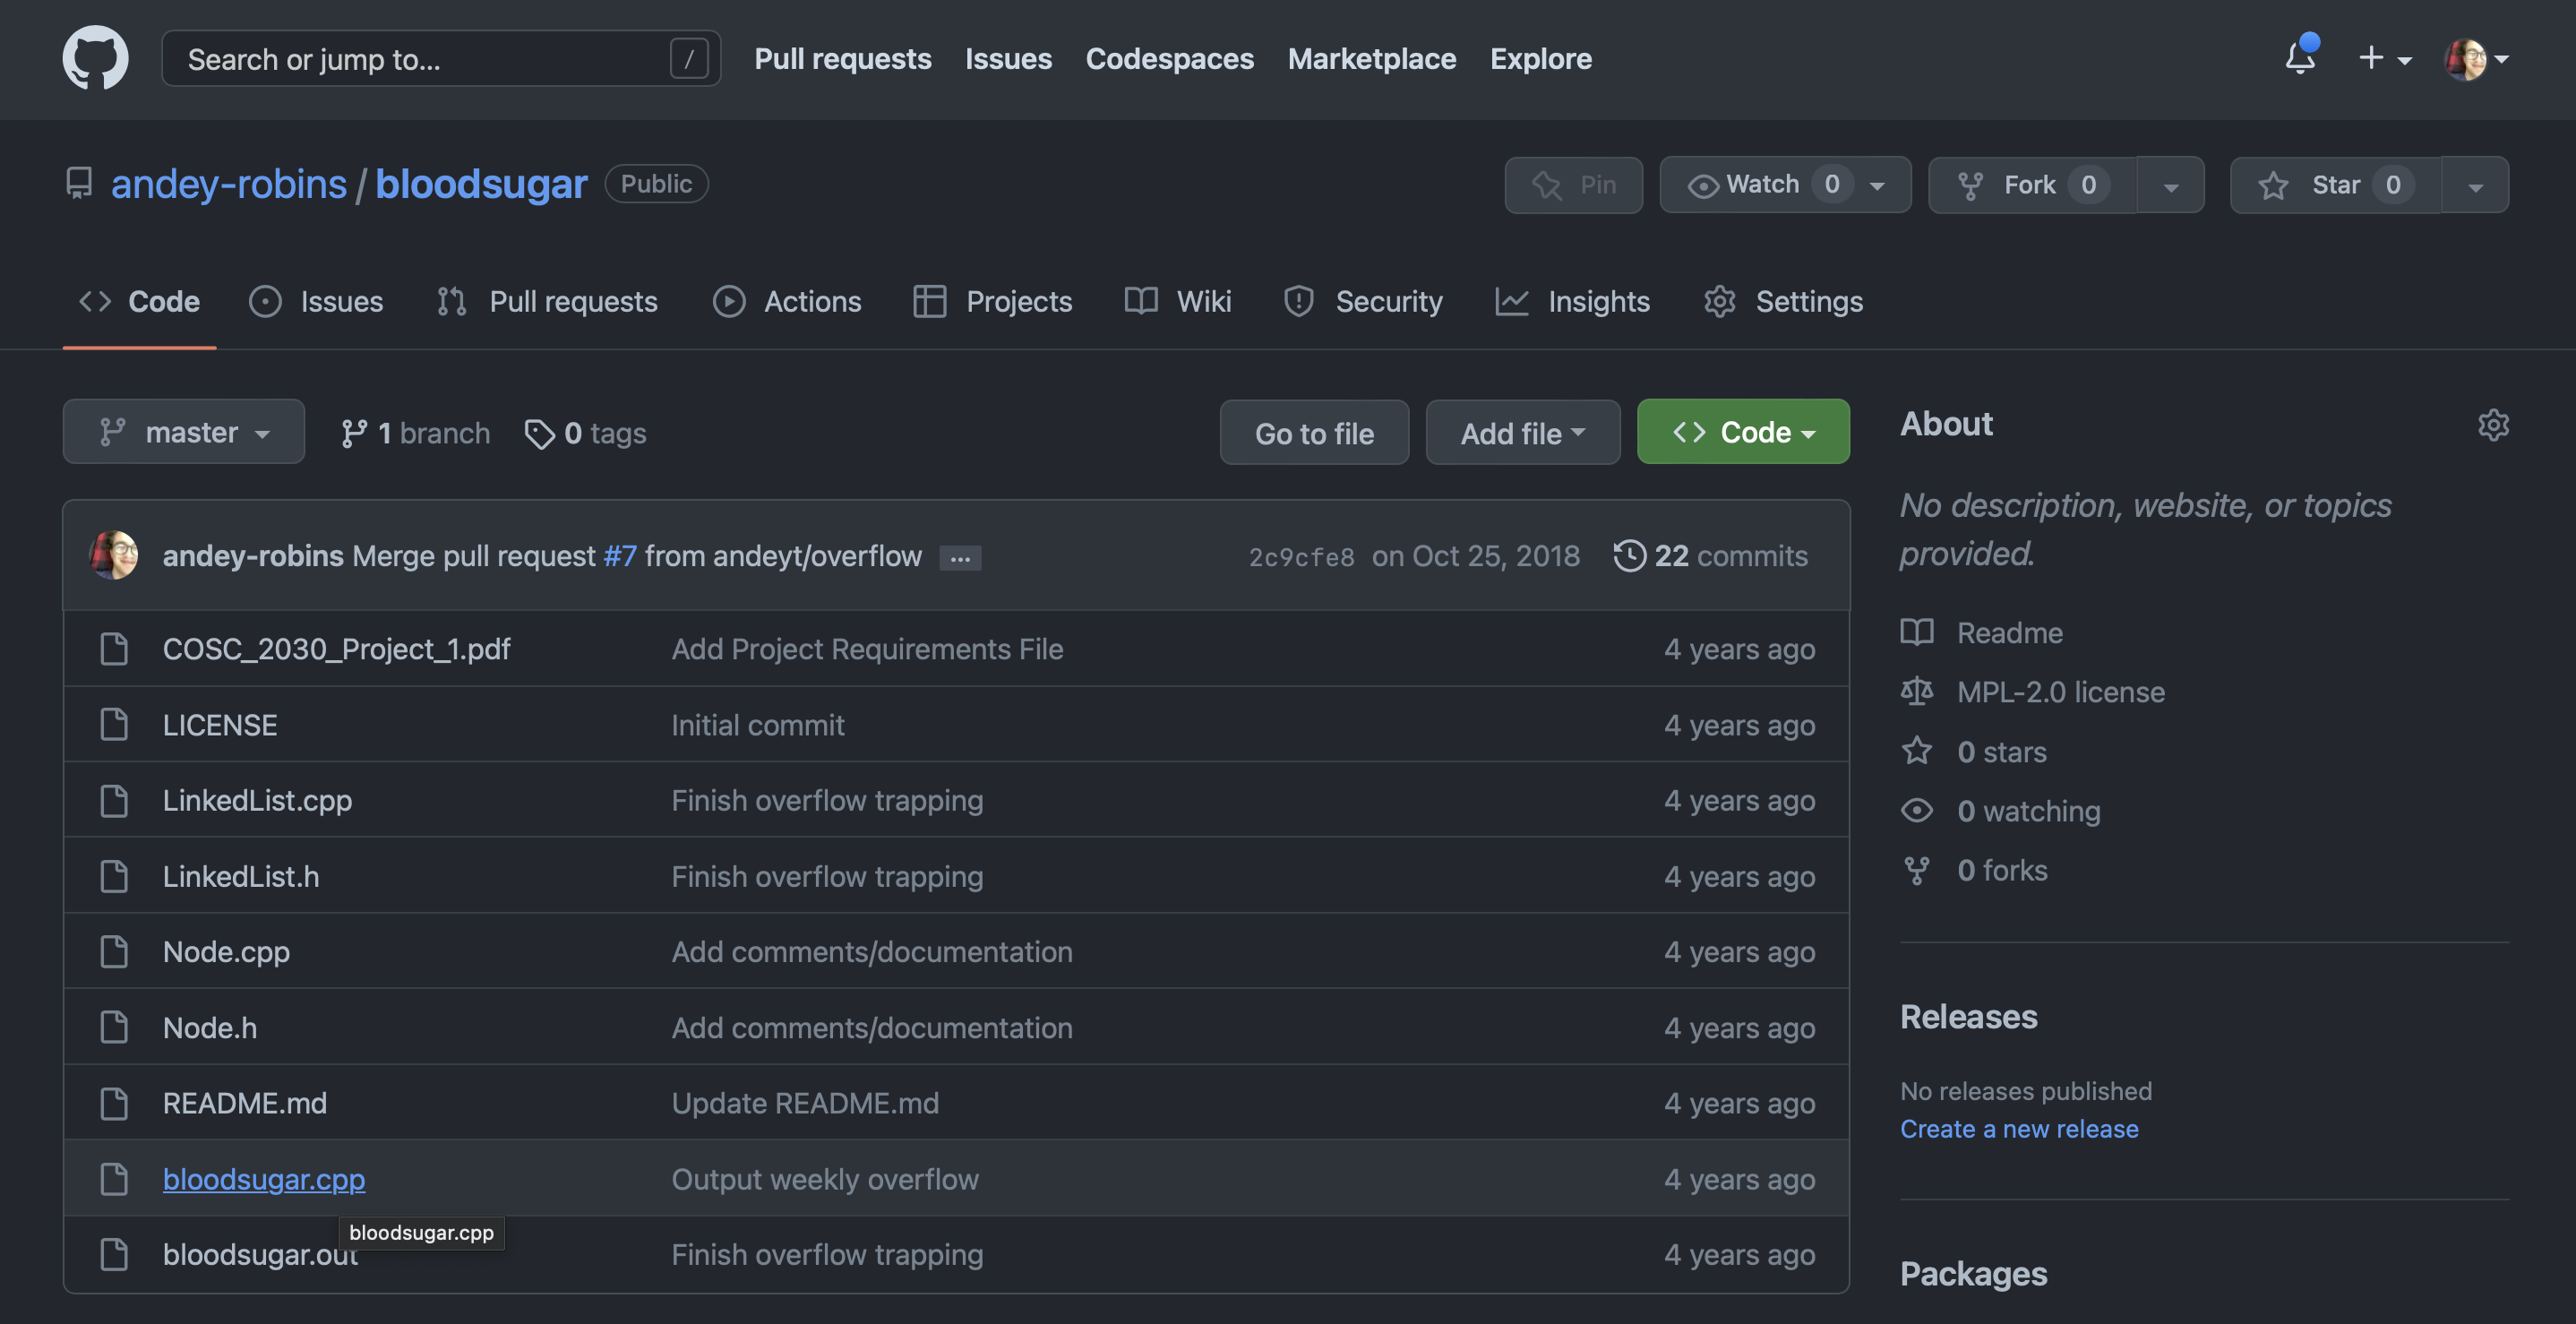 Search or jump to... /
Pull requests Issues Codespaces Marketplace Explore
andey-robins / bloodsugar Public
Pin Watch 0 Fork 0 Star 0
Code Issues Pull requests Actions Projects Wiki Security Insights Settings
master 1 branch 0 tags Go to file Add file Code
andey-robins Merge pull request #7 from andeyt/overflow ... 2c9cfe8 on Oct 25, 2018 22 commits
COSC_2030_Project_1.pdf Add Project Requirements File 4 years ago
LICENSE Initial commit 4 years ago
LinkedList.cpp Finish overflow trapping 4 years ago
LinkedList.h Finish overflow trapping 4 years ago
Node.cpp Add comments/documentation 4 years ago
Node.h Add comments/documentation 4 years ago
README.md Update README.md 4 years ago
bloodsugar.cpp Output weekly overflow 4 years ago
bloodsugar.cpp
bloodsugar.out Finish overflow trapping 4 years ago
About
No description, website, or topics
provided.
Readme
MPL-2.0 license
0 stars
0 watching
0 forks
Releases
No releases published
Create a new release
Packages